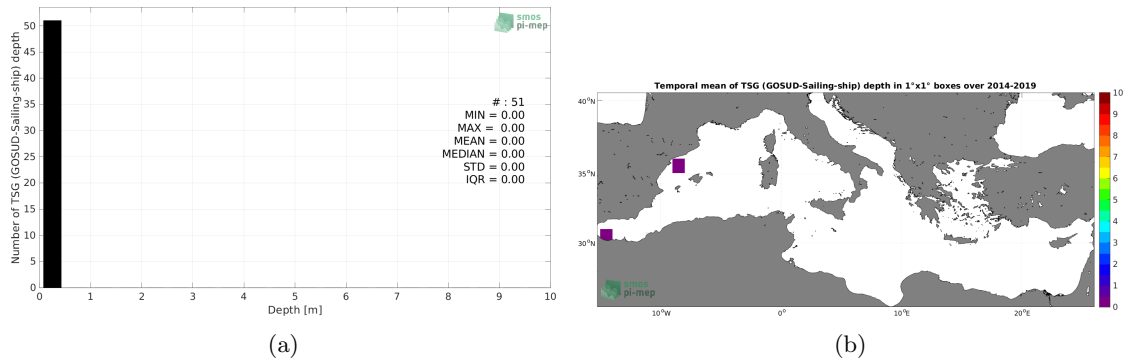 50
45
40
35
30
25
20
15
10
5
0
Number of TSG (GOSUD-Sailing-ship) depth
smos
pi-mep
# : 51
MIN = 0.00
MAX = 0.00
MEAN = 0.00
MEDIAN = 0.00
STD = 0.00
IQR = 0.00
0 1 2 3 4 5 6 7 8 9 10
Depth [m]
(a)
Temporal mean of TSG (GOSUD-Sailing-ship) depth in 1°x1° boxes over 2014-2019
40°N
35°N
30°N
10°W 0° 10°E 20°E
smos
pi-mep
10
9
8
7
6
5
4
3
2
1
0
(b)